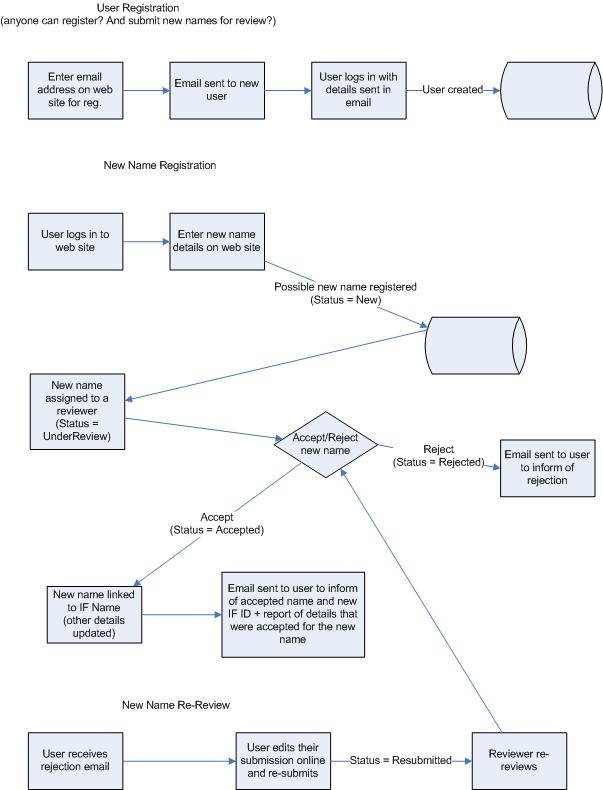 User Registration
(anyone can register? And submit new names for review?)
Enter email
address on web
site for reg.
Email sent to new
user
User logs in with
details sent in
email
User created
New Name Registration
User logs in to
web site
Enter new name
details on web site
Possible new name registered
(Status = New)
New name
assigned to a
reviewer
(Status =
UnderReview)
Accept/Reject
new name
Reject
(Status = Rejected)
Email sent to user
to inform of
rejection
Accept
(Status = Accepted)
New name linked
to IF Name
(other details
updated)
Email sent to user to inform
of accepted name and new
IF ID + report of details that
were accepted for the new
name
New Name Re-Review
User receives
rejection email
User edits their
submission online
and re-submits
Status = Resubmitted
Reviewer re-
reviews